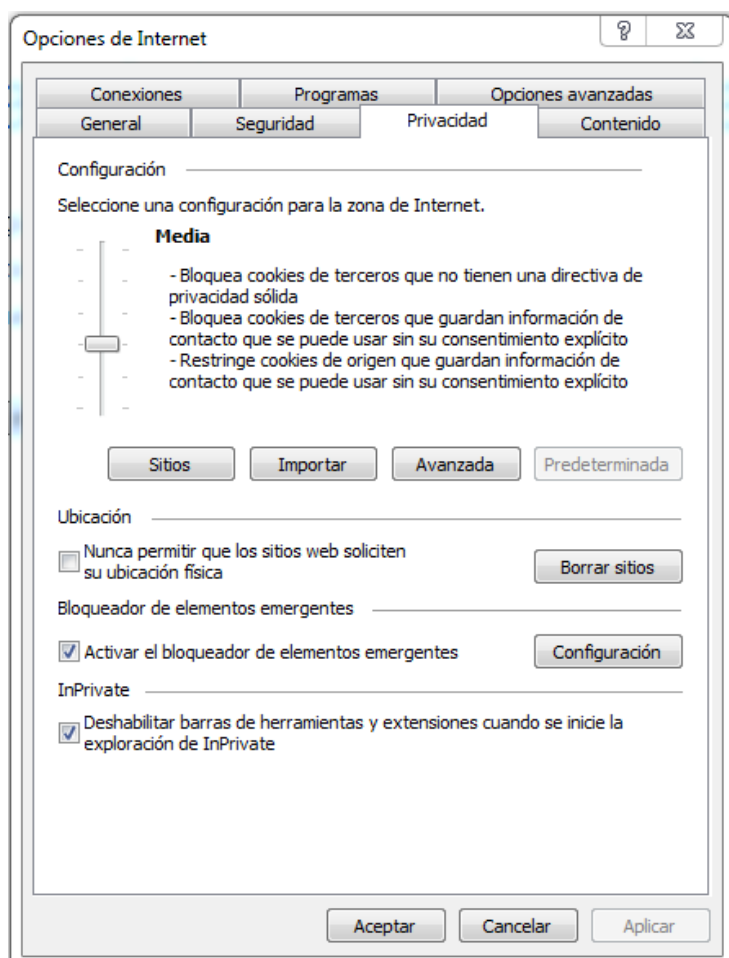 Opciones de Internet
Conexiones Programas Opciones avanzadas
General Seguridad Privacidad Contenido
Configuración
Seleccione una configuración para la zona de Internet.
Media
- Bloquea cookies de terceros que no tienen una directiva de
privacidad sólida
- Bloquea cookies de terceros que guardan información de
contacto que se puede usar sin su consentimiento explícito
- Restringe cookies de origen que guardan información de
contacto que se puede usar sin su consentimiento explícito
Sitios Importar Avanzada Predeterminada
Ubicación
Nunca permitir que los sitios web soliciten
su ubicación física
Borrar sitios
Bloqueador de elementos emergentes
Activar el bloqueador de elementos emergentes Configuración
InPrivate
Deshabilitar barras de herramientas y extensiones cuando se inicie la
exploración de InPrivate
Aceptar Cancelar Aplicar